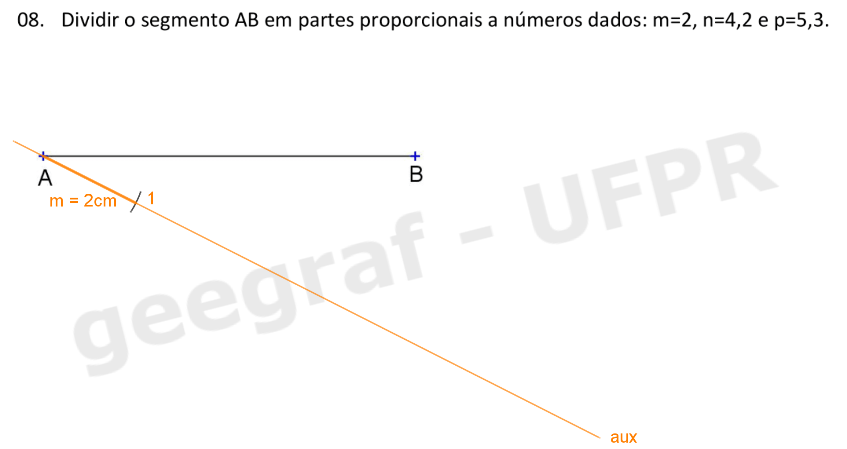 08. Dividir o segmento AB em partes proporcionais a números dados: m=2, n=4,2 e p=5,3.
A
B
m = 2cm
1
geegraf - UFPR
aux